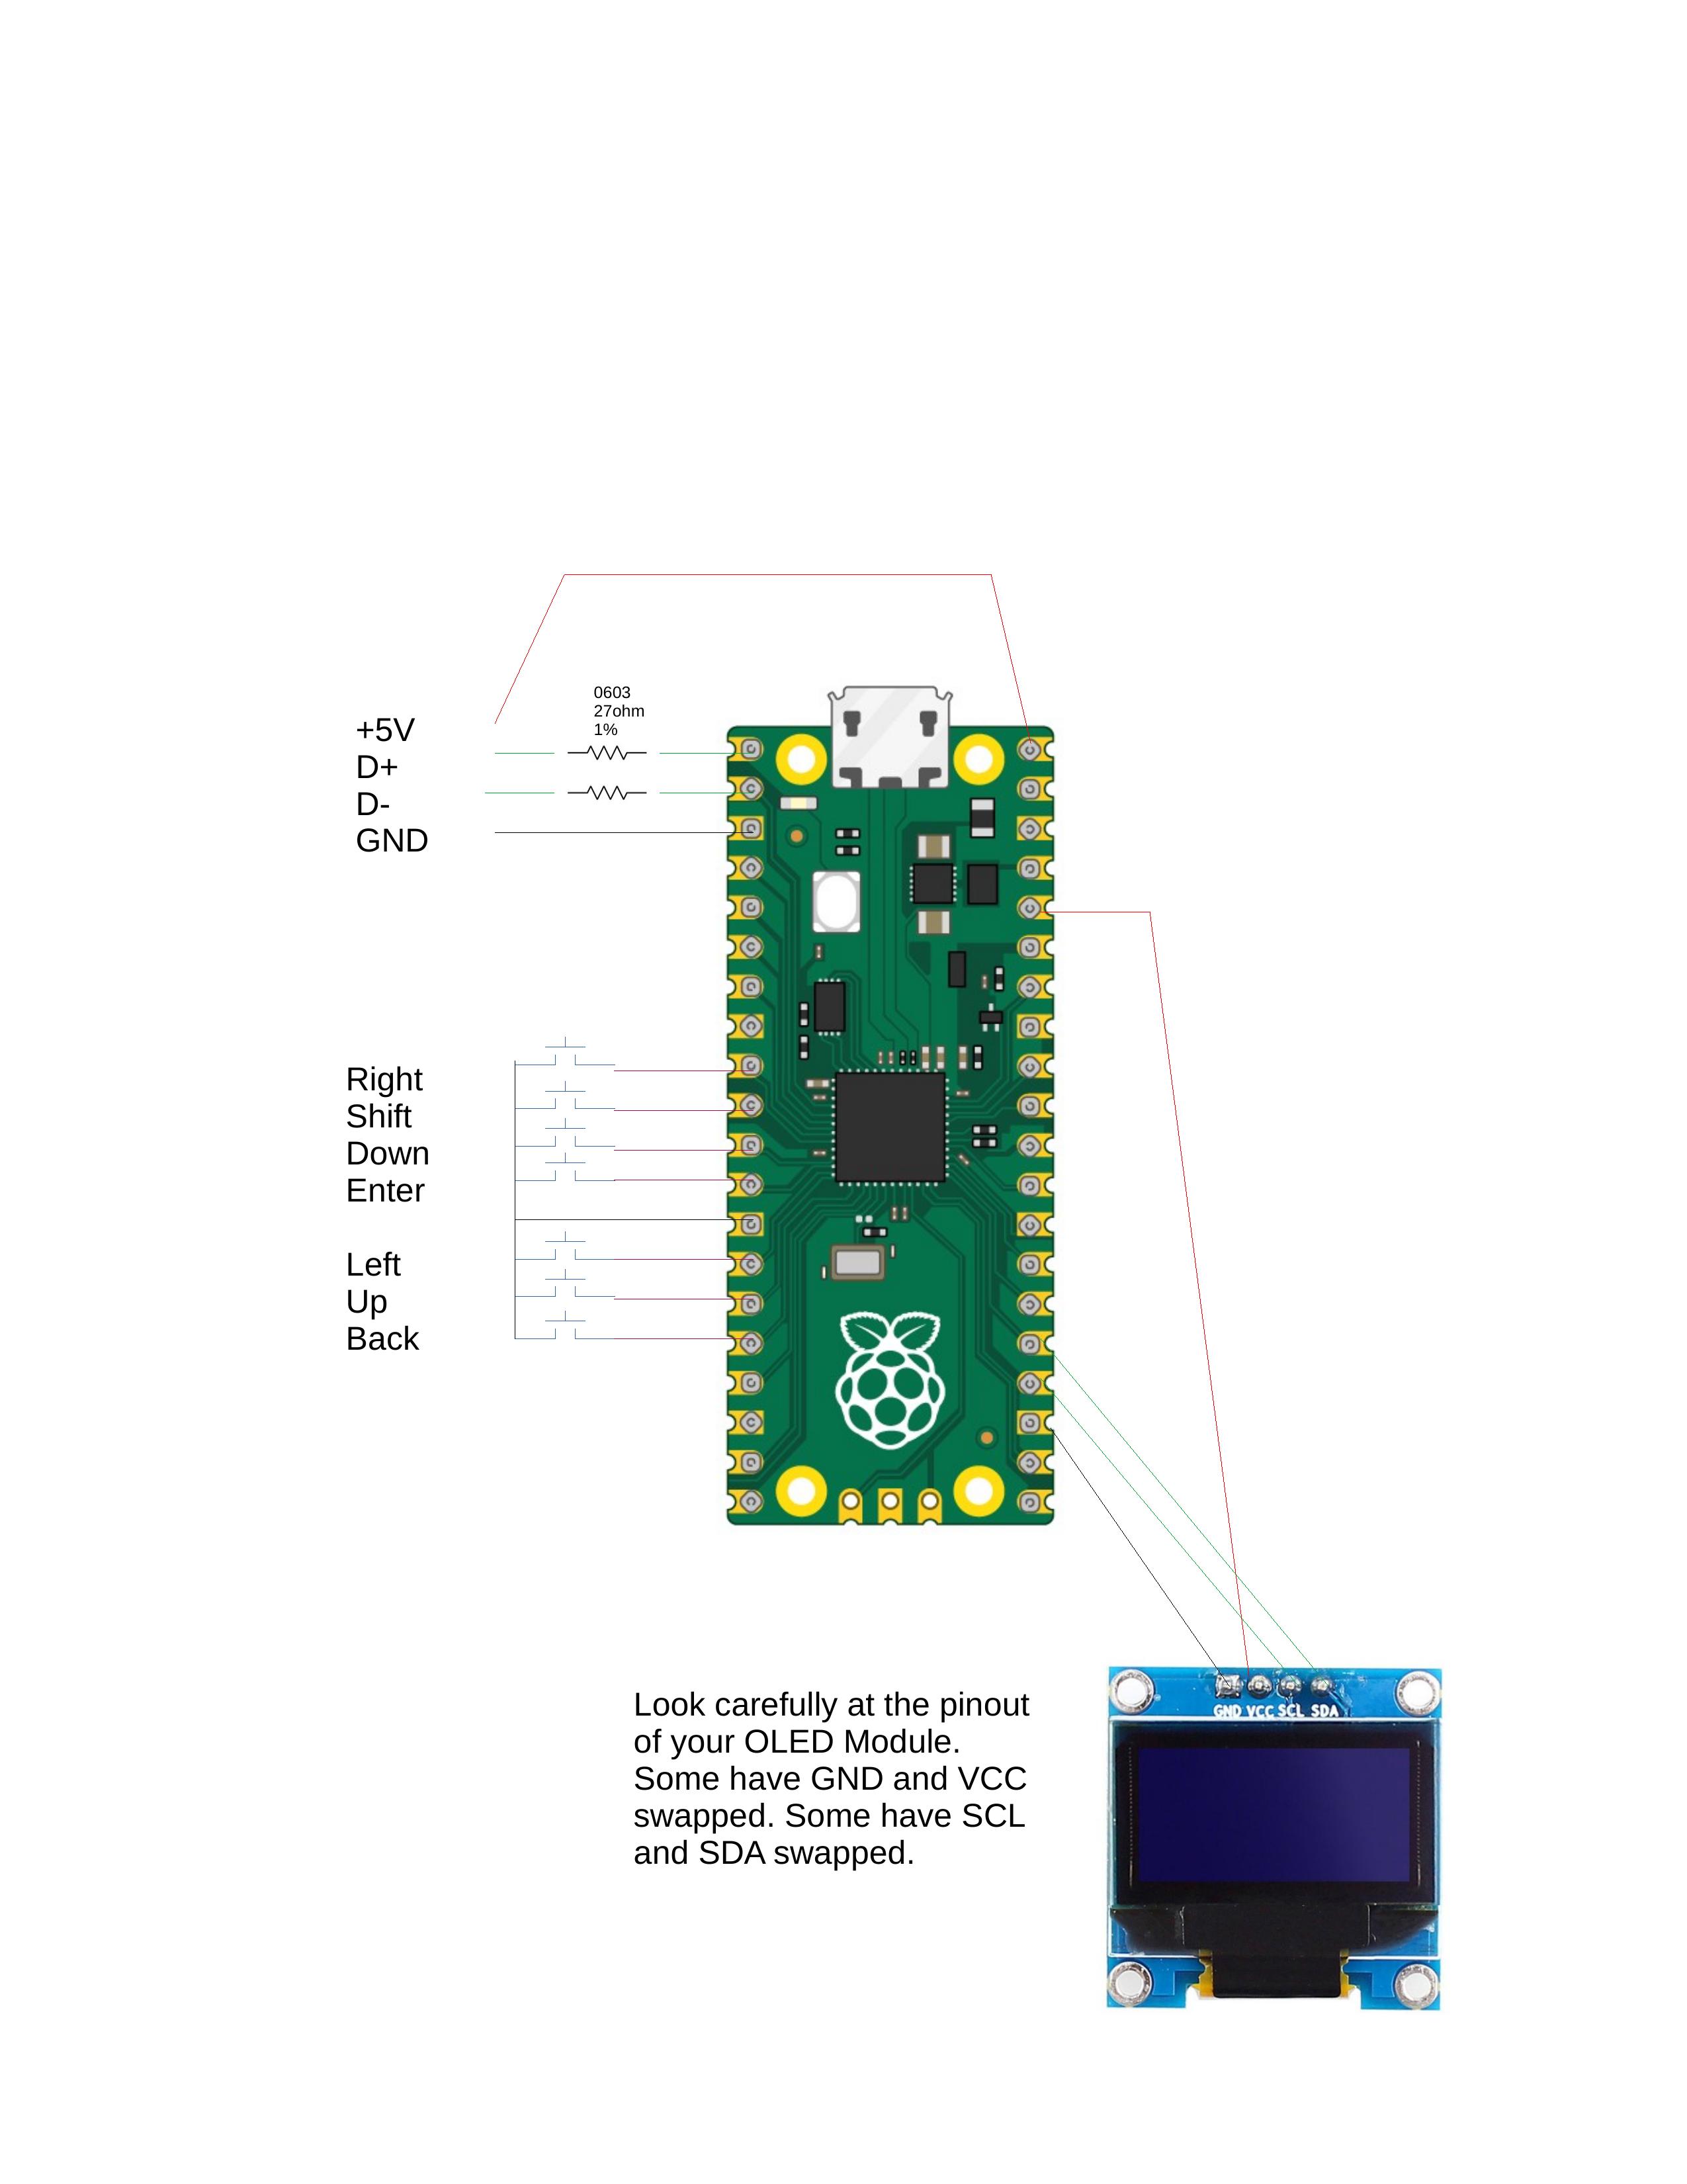 0603
27ohm
1%
+5V
D+
D-
GND
Right
Shift
Down
Enter
Left
Up
Back
GND VCC SCL SDA
Look carefully at the pinout
of your OLED Module.
Some have GND and VCC
swapped. Some have SCL
and SDA swapped.